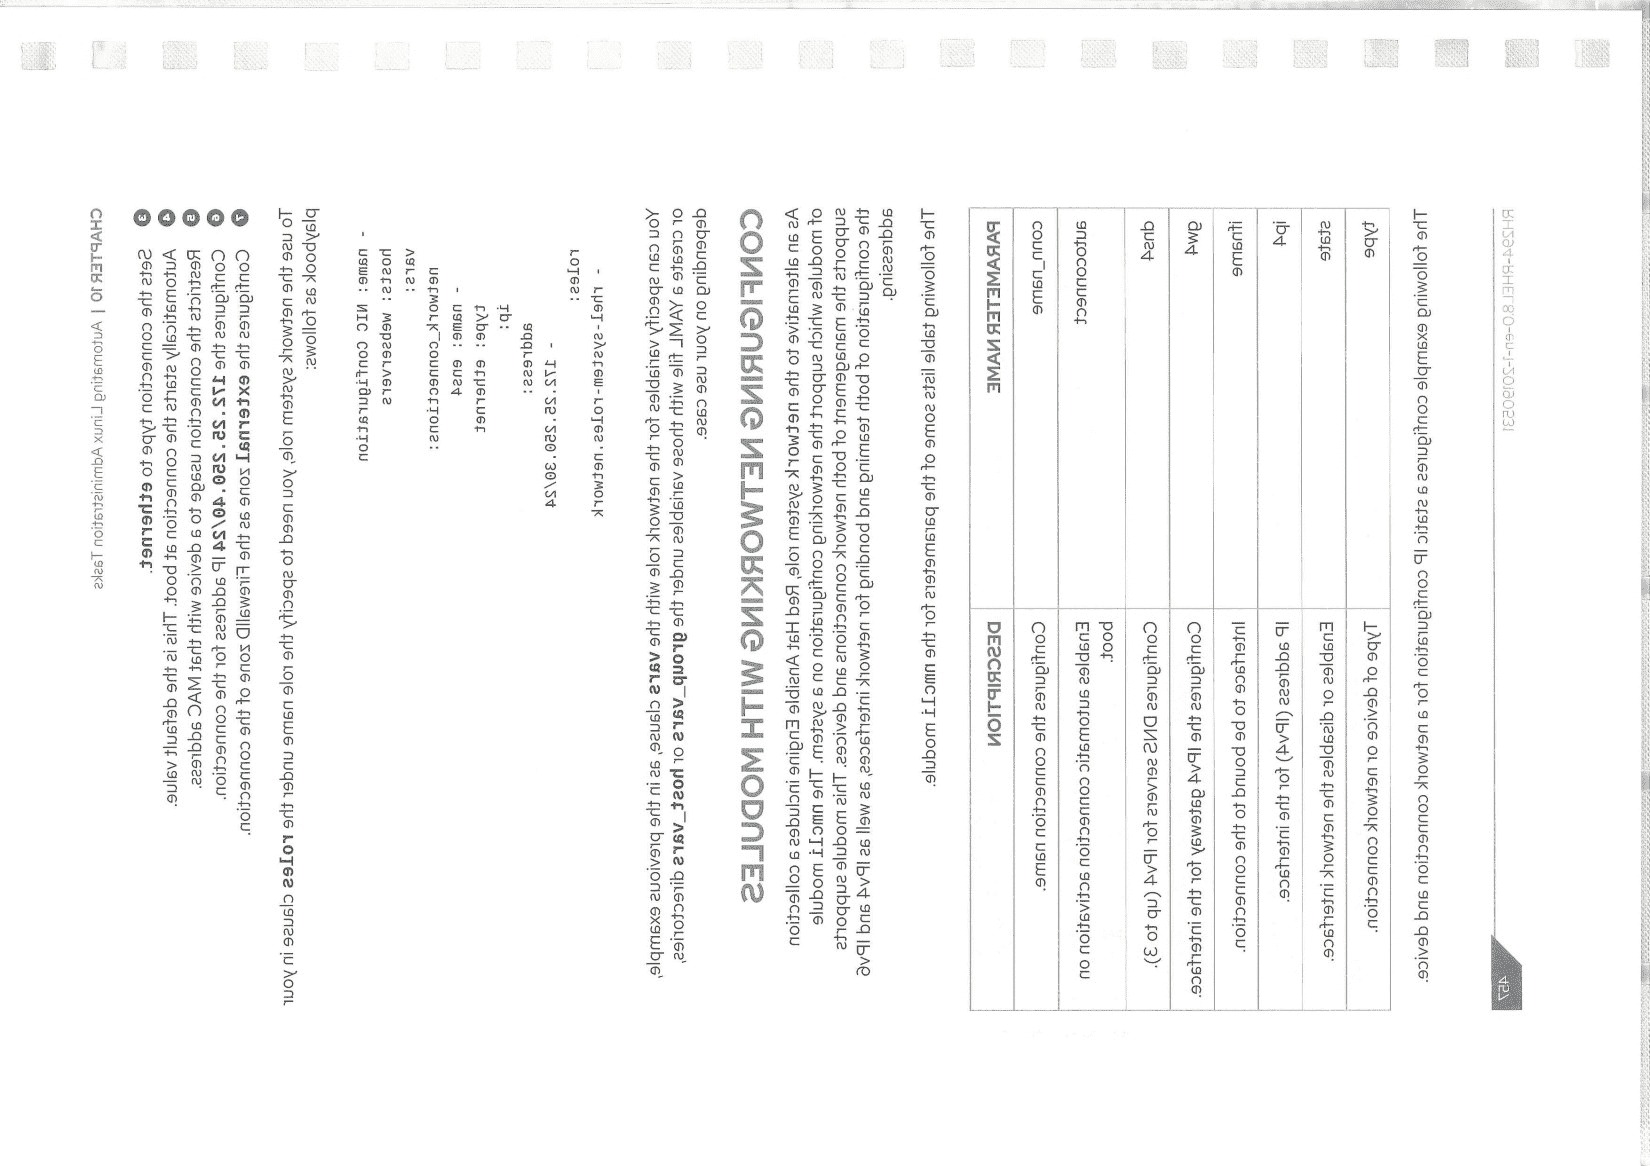 CHAPTER 10 | Automating Linux Administration Tasks
3 Sets the connection type to ethernet.
4 Automatically starts the connection at boot. This is the default value.
5 Restricts the connection usage to a device with that MAC address.
6 Configures the 172.25.250.40/24 IP address for the connection.
7 Configures the external zone as the FirewallD zone of the connection.
To use the network system role, you need to specify the role name under the roles clause in your
playbook as follows:
- name: NIC Configuration
hosts: webservers
vars:
network_connections:
- name: ens4
type: ethernet
ip:
address:
- 172.25.250.30/24
roles:
- rhel-system-roles.network
You can specify variables for the network role with the vars clause, as in the previous example,
or create a YAML file with those variables under the group_vars or host_vars directories,
depending on your use case.
CONFIGURING NETWORKING WITH MODULES
As an alternative to the network system role, Red Hat Ansible Engine includes a collection
of modules which support the networking configuration on a system. The nmcli module
supports the management of both network connections and devices. This module supports
the configuration of both teaming and bonding for network interfaces, as well as IPv4 and IPv6
addressing.
The following table lists some of the parameters for the nmcli module.
PARAMETER NAME DESCRIPTION
conn_name Configures the connection name.
autoconnect Enables automatic connection activation on
boot.
dns4 Configures DNS servers for IPv4 (up to 3).
gw4 Configures the IPv4 gateway for the interface.
ifname Interface to be bound to the connection.
ip4 IP address (IPv4) for the interface.
state Enables or disables the network interface.
type Type of device or network connection.
The following example configures a static IP configuration for a network connection and device.
RH294-RHEL8.0-en-1-20190531 457